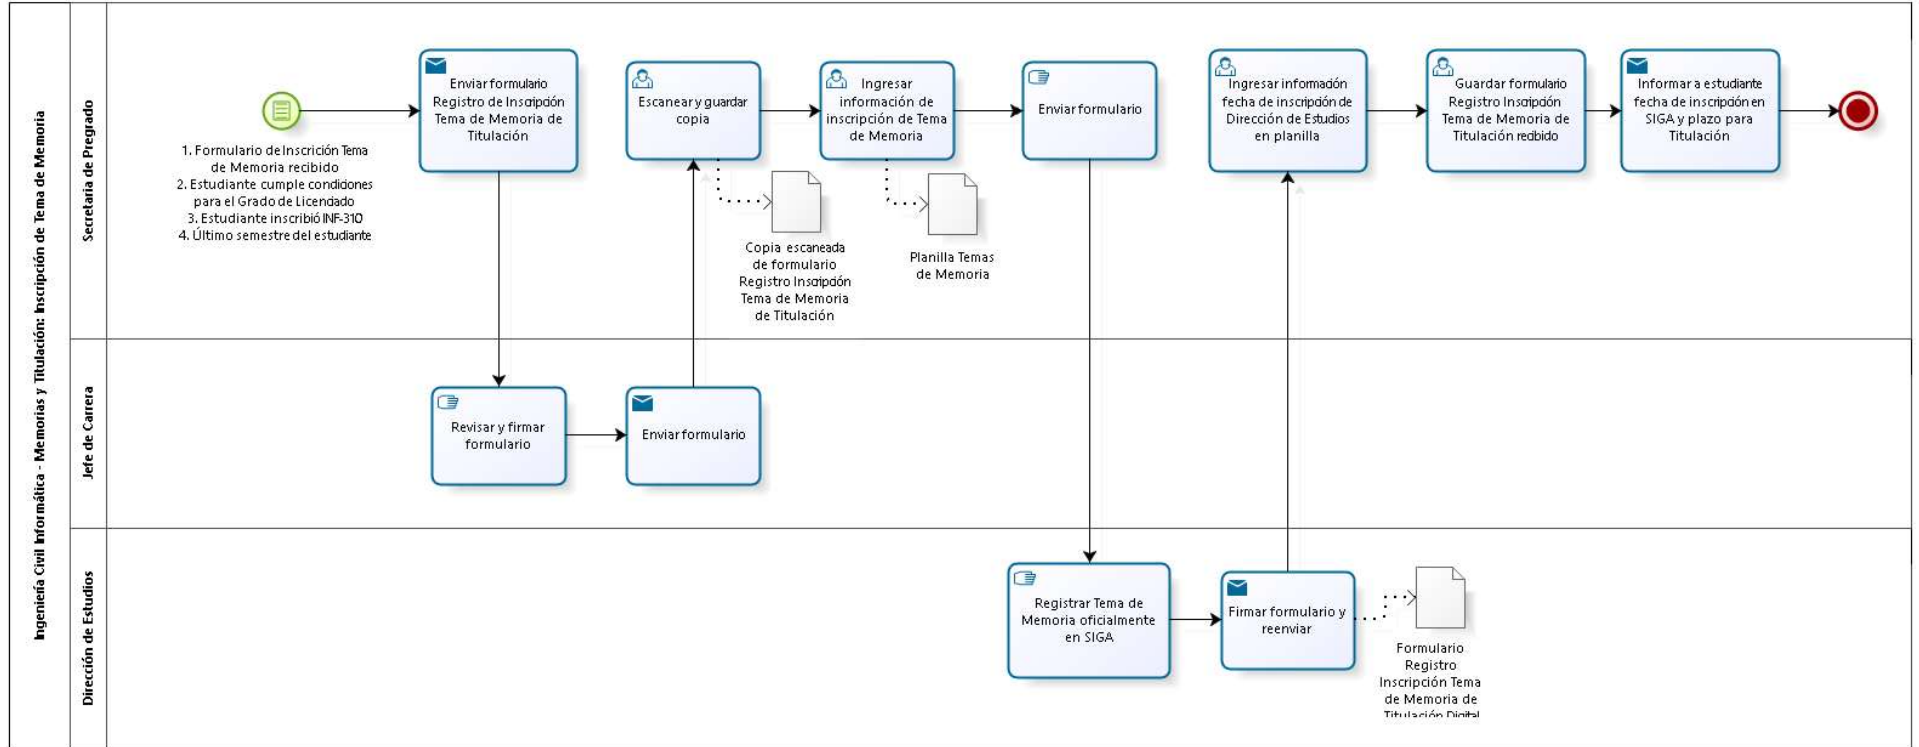 Ingeniería Civil Informática - Memorias y Titulación: Inscripción de Tema de Memoria
Secretaria de Pregrado
1. Formulario de Inscrición Tema
de Memoria recibido
2. Estudiante cumple condiciones
para el Grado de Licenciado
3. Estudiante inscribió INF-310
4. Último semestre del estudiante
Enviar formulario
Registro de Inscripción
Tema de Memoria de
Titulación
Escanear y guardar
copia
Copia escaneada
de formulario
Registro Inscripción
Tema de Memoria
de Titulación
Ingresar
información de
inscripción de Tema
de Memoria
Planilla Temas
de Memoria
Enviar formulario
Ingresar información
fecha de inscripción de
Dirección de Estudios
en planilla
Guardar formulario
Registro Inscripción
Tema de Memoria de
Titulación recibido
Informar a estudiante
fecha de inscripción en
SIGA y plazo para
Titulación
Jefe de Carrera
Revisar y firmar
formulario
Enviar formulario
Dirección de Estudios
Registrar Tema de
Memoria oficialmente
en SIGA
Firmar formulario y
reenviar
Formulario
Registro
Inscripción Tema
de Memoria de
Titulación Digital